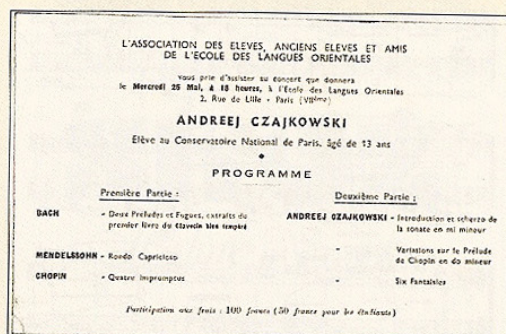 L'ASSOCIATION DES ELEVES, ANCIENS ELEVES ET AMIS
DE L'ECOLE DES LANGUES ORIENTALES
vous prie d'assister au concert que donnera
le Mercredi 26 Mai, à 18 heures, à l'Ecole des Langues Orientales
2, Rue de Lille - Paris (VIIème)
ANDREEJ CZAJKOWSKI
Elève au Conservatoire National de Paris, âgé de 13 ans
PROGRAMME
Première Partie :
BACH - Deux Préludes et Fugues, extraits du
premier livre du Clavecin bien tempéré
MENDELSSOHN - Rondo Capricioso
CHOPIN - Quatre Impromptus
Deuxième Partie :
ANDREEJ CZAJKOWSKI - Introduction et scherzo de
la sonate en mi mineur
" Variations sur le Prélude
de Chopin en do mineur
" Six Fantaisies
Participation aux frais : 100 francs (50 francs pour les étudiants)